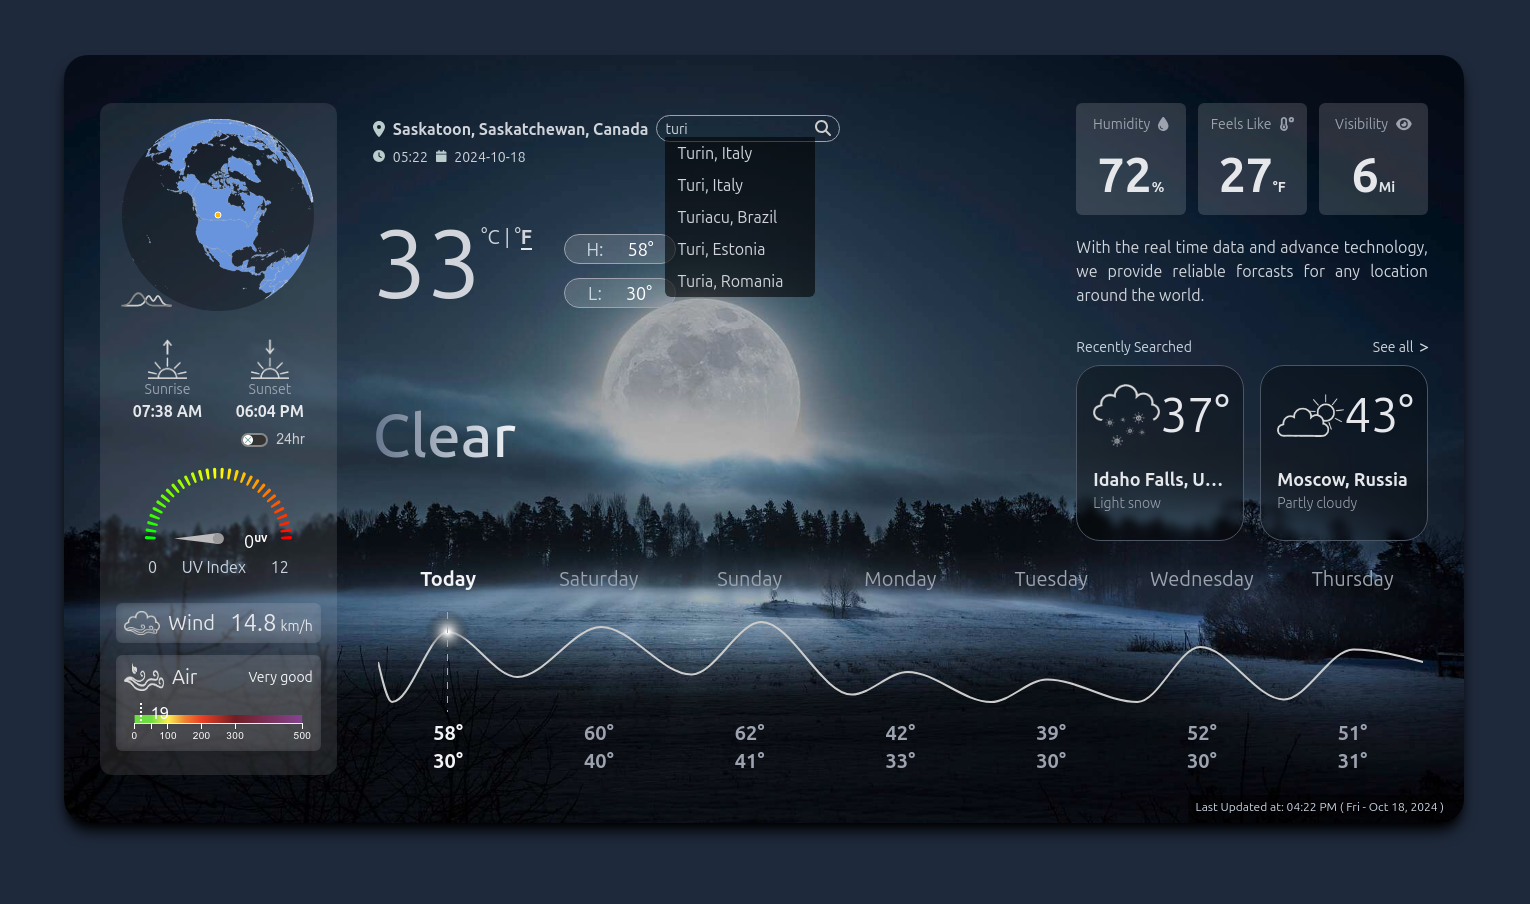 Saskatoon, Saskatchewan, Canada
turi
05:22 2024-10-18
Turin, Italy
Turi, Italy
Turiacu, Brazil
Turi, Estonia
Turia, Romania
33 °C | °F
H: 58°
L: 30°
Clear
Sunrise
07:38 AM
Sunset
06:04 PM
24hr
0uv
0 UV Index 12
Wind 14.8 km/h
Air Very good
19
0 100 200 300 500
Humidity
72%
Feels Like
27°F
Visibility
6Mi
With the real time data and advance technology,
we provide reliable forcasts for any location
around the world.
Recently Searched See all >
37°
Idaho Falls, U...
Light snow
43°
Moscow, Russia
Partly cloudy
Today Saturday Sunday Monday Tuesday Wednesday Thursday
58° 60° 62° 42° 39° 52° 51°
30° 40° 41° 33° 30° 30° 31°
Last Updated at: 04:22 PM ( Fri - Oct 18, 2024 )